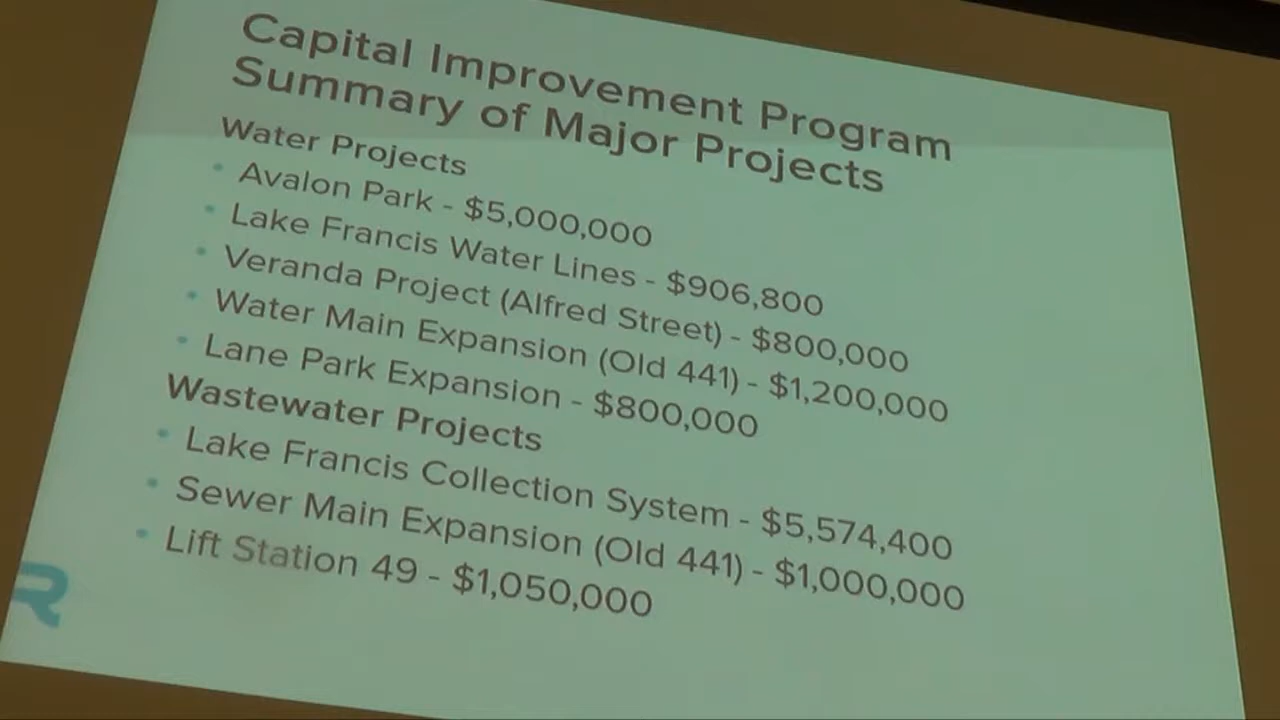 Capital Improvement Program
Summary of Major Projects
Water Projects
• Avalon Park - $5,000,000
• Lake Francis Water Lines - $906,800
• Veranda Project (Alfred Street) - $800,000
• Water Main Expansion (Old 441) - $1,200,000
• Lane Park Expansion - $800,000
Wastewater Projects
• Lake Francis Collection System - $5,574,400
• Sewer Main Expansion (Old 441) - $1,000,000
• Lift Station 49 - $1,050,000
R